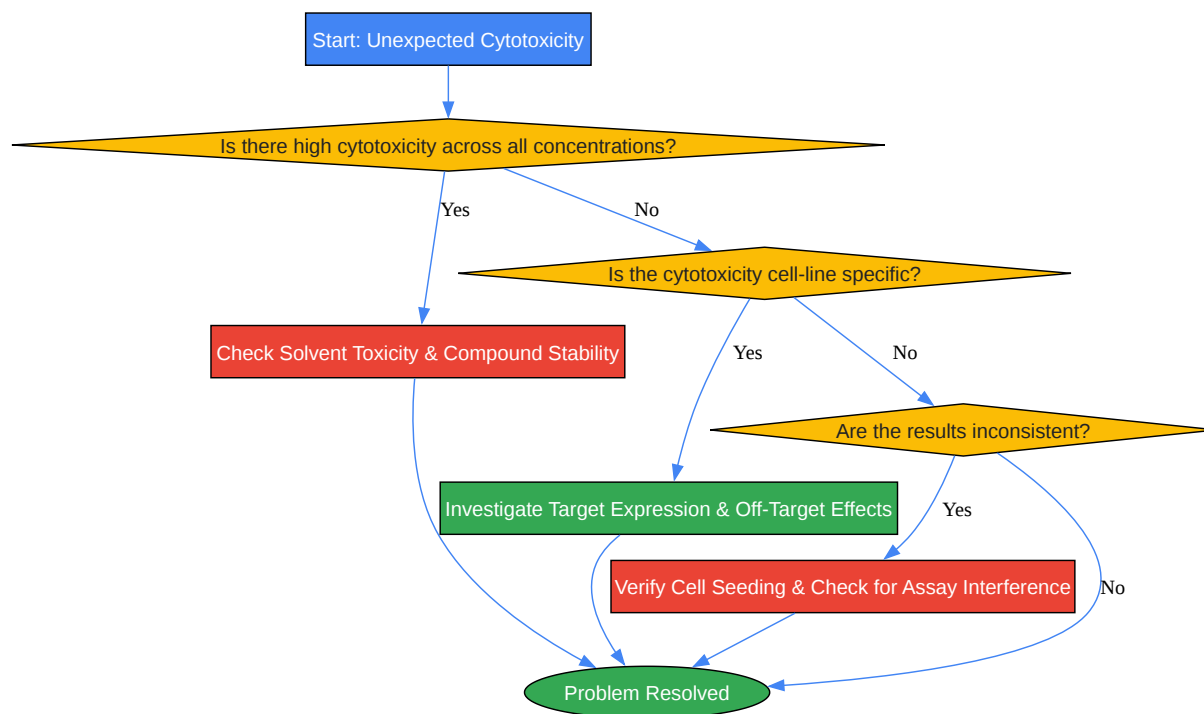 Start: Unexpected Cytotoxicity
Is there high cytotoxicity across all concentrations?
Yes
No
Is the cytotoxicity cell-line specific?
Check Solvent Toxicity & Compound Stability
Yes
No
Are the results inconsistent?
Investigate Target Expression & Off-Target Effects
Yes
Verify Cell Seeding & Check for Assay Interference
No
Problem Resolved